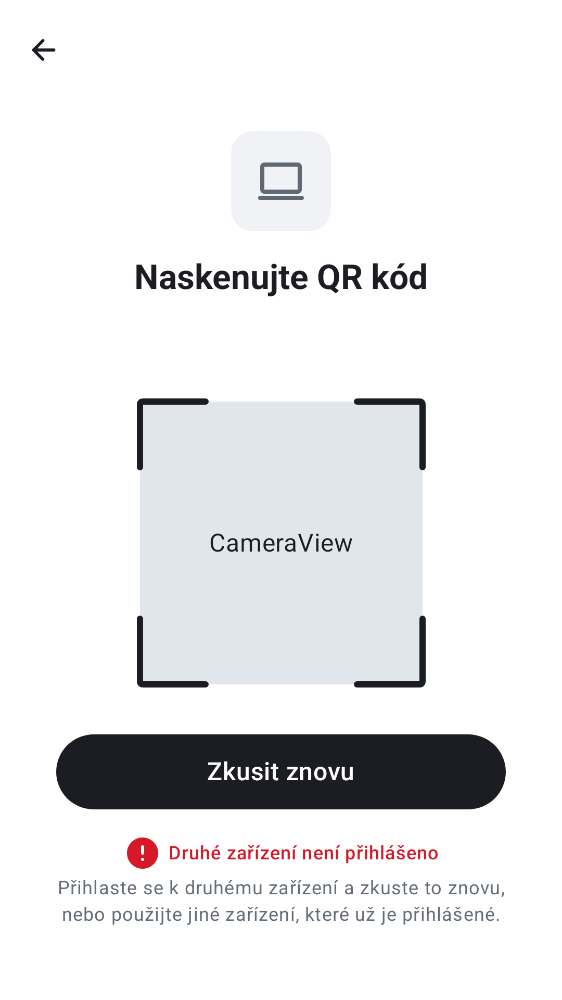 Naskenujte QR kód
CameraView
Zkusit znovu
Druhé zařízení není přihlášeno
Přihlaste se k druhému zařízení a zkuste to znovu,
nebo použijte jiné zařízení, které už je přihlášené.